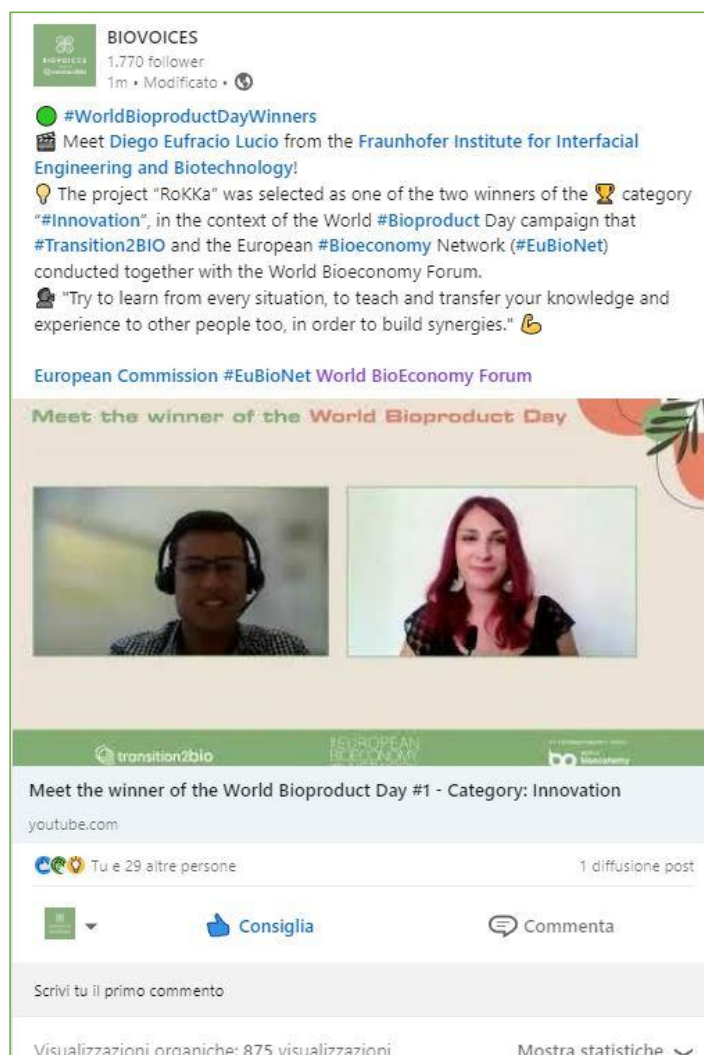 BIOVOICES
1.770 follower
1m • Modificato •
#WorldBioproductDayWinners
Meet Diego Eufracio Lucio from the Fraunhofer Institute for Interfacial
Engineering and Biotechnology!
The project “RoKKa” was selected as one of the two winners of the 🏆 category
“#Innovation”, in the context of the World #Bioproduct Day campaign that
#Transition2BIO and the European #Bioeconomy Network (#EuBioNet)
conducted together with the World Bioeconomy Forum.
"Try to learn from every situation, to teach and transfer your knowledge and
experience to other people too, in order to build synergies." 💪
European Commission #EuBioNet World BioEconomy Forum
Meet the winner of the World Bioproduct Day
transition2bio
EUROPEAN
BIOECONOMY
Meet the winner of the World Bioproduct Day #1 - Category: Innovation
youtube.com
Tu e 29 altre persone
1 diffusione post
Consiglia
Commenta
Scrivi tu il primo commento
Visualizzazioni organiche: 875 visualizzazioni
Mostra statistiche